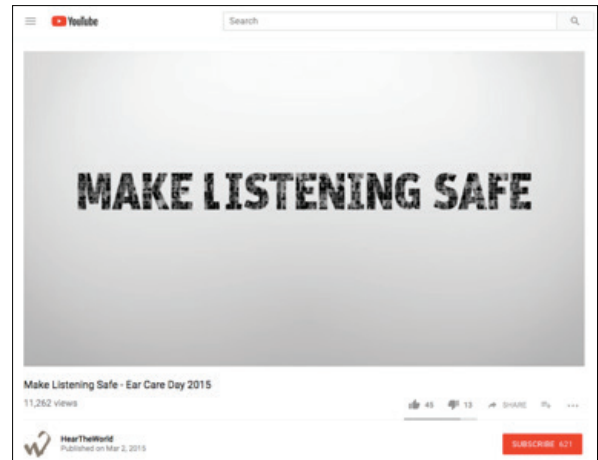 YouTube
Search
MAKE LISTENING SAFE
Make Listening Safe - Ear Care Day 2015
11,262 views
45 13 SHARE
HearTheWorld
Published on Mar 2, 2015
SUBSCRIBE 621